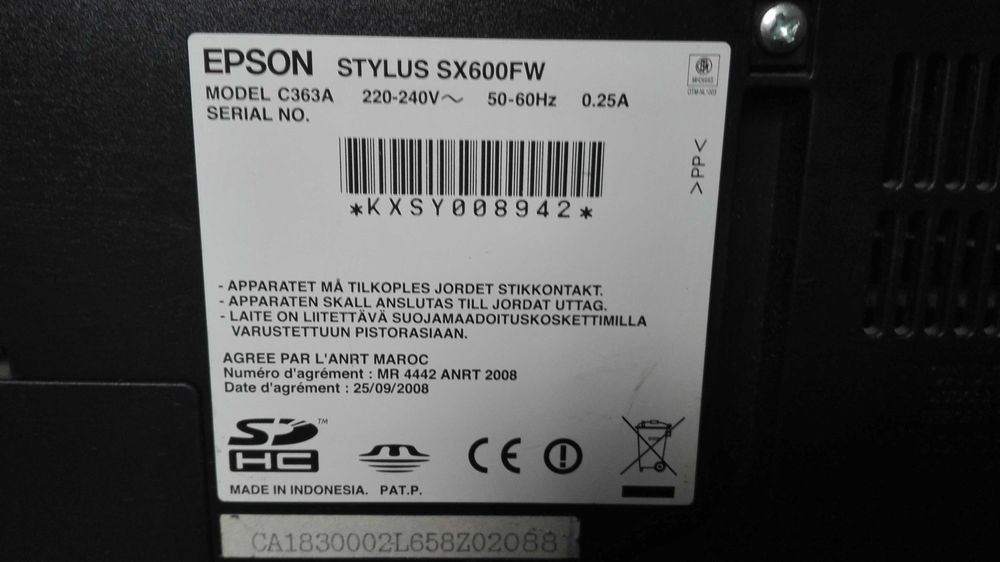 EPSON STYLUS SX600FW
MODEL C363A 220-240V～ 50-60Hz 0.25A
SERIAL NO.
*KXSY008942*
>PP<
- APPARATET MÅ TILKOPLES JORDET STIKKONTAKT.
- APPARATEN SKALL ANSLUTAS TILL JORDAT UTTAG.
- LAITE ON LIITETTÄVÄ SUOJAMAADOITUSKOSKETTIMILLA
VARUSTETTUUN PISTORASIAAN.
AGREE PAR L'ANRT MAROC
Numéro d'agrément : MR 4442 ANRT 2008
Date d'agrément : 25/09/2008
SD HC ™
CE
MADE IN INDONESIA. PAT.P.
CA1830002L658Z02088